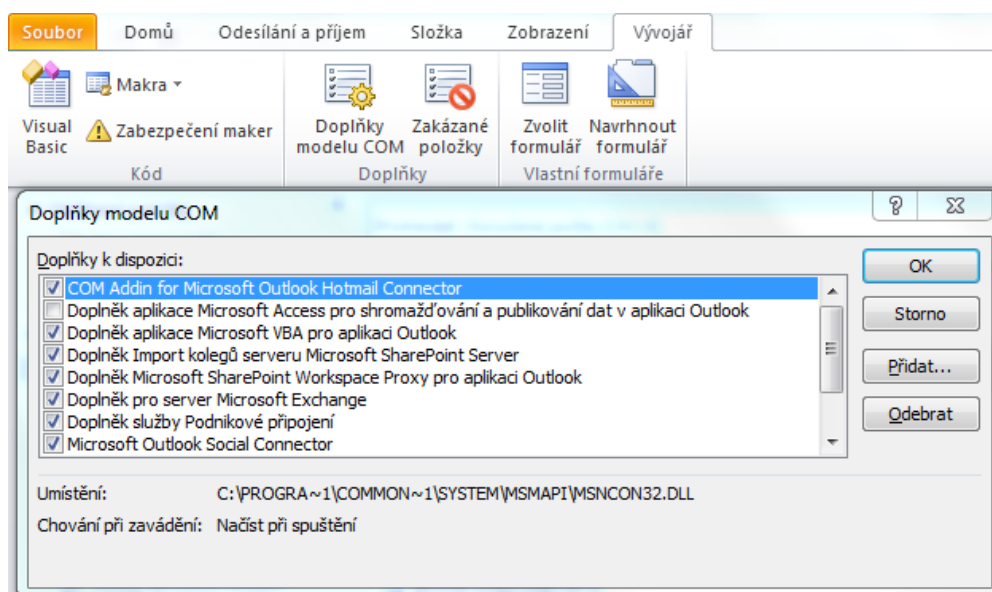 Soubor Domů Odesílání a příjem Složka Zobrazení Vývojář
Visual Basic
Makra
Zabezpečení maker
Doplňky modelu COM
Zakázané položky
Zvolit formulář
Navrhnout formulář
Kód Doplňky Vlastní formuláře
Doplňky modelu COM
Doplňky k dispozici:
COM Addin for Microsoft Outlook Hotmail Connector
Doplněk aplikace Microsoft Access pro shromažďování a publikování dat v aplikaci Outlook
Doplněk aplikace Microsoft VBA pro aplikaci Outlook
Doplněk Import kolegů serveru Microsoft SharePoint Server
Doplněk Microsoft SharePoint Workspace Proxy pro aplikaci Outlook
Doplněk pro server Microsoft Exchange
Doplněk služby Podnikové připojení
Microsoft Outlook Social Connector
OK
Storno
Přidat...
Odebrat
Umístění: C:\PROGRA~1\COMMON~1\SYSTEM\MSMAPI\MSNCON32.DLL
Chování při zavádění: Načíst při spuštění